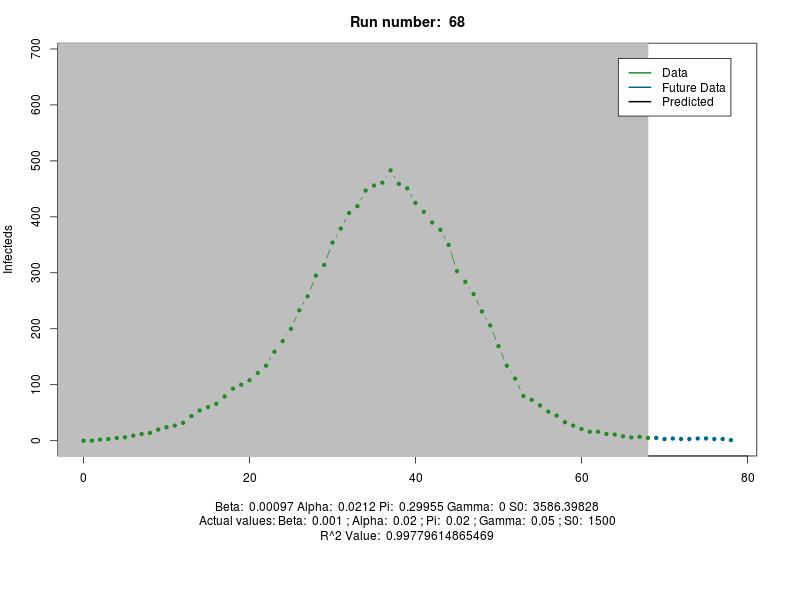 Run number: 68
Data
Future Data
Predicted
Infecteds
700
600
500
400
300
200
100
0
0 20 40 60 80
Beta: 0.00097 Alpha: 0.0212 Pi: 0.29955 Gamma: 0 S0: 3586.39828
Actual values: Beta: 0.001 ; Alpha: 0.02 ; Pi: 0.02 ; Gamma: 0.05 ; S0: 1500
R^2 Value: 0.99779614865469